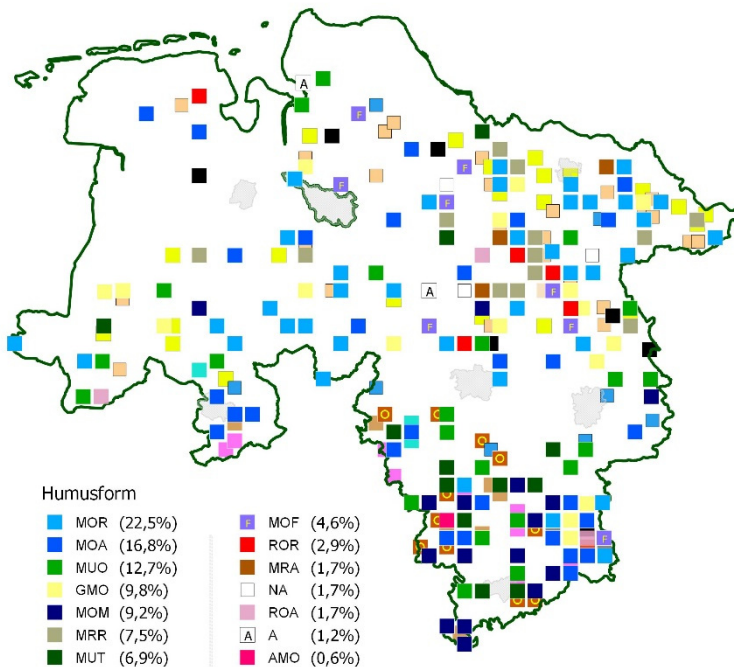 A
F
F
F
F
A
F
F
F
F
Humusform
MOR (22,5%)
MOA (16,8%)
MUO (12,7%)
GMO (9,8%)
MOM (9,2%)
MRR (7,5%)
MUT (6,9%)
F MOF (4,6%)
ROR (2,9%)
MRA (1,7%)
NA (1,7%)
ROA (1,7%)
A A (1,2%)
AMO (0,6%)